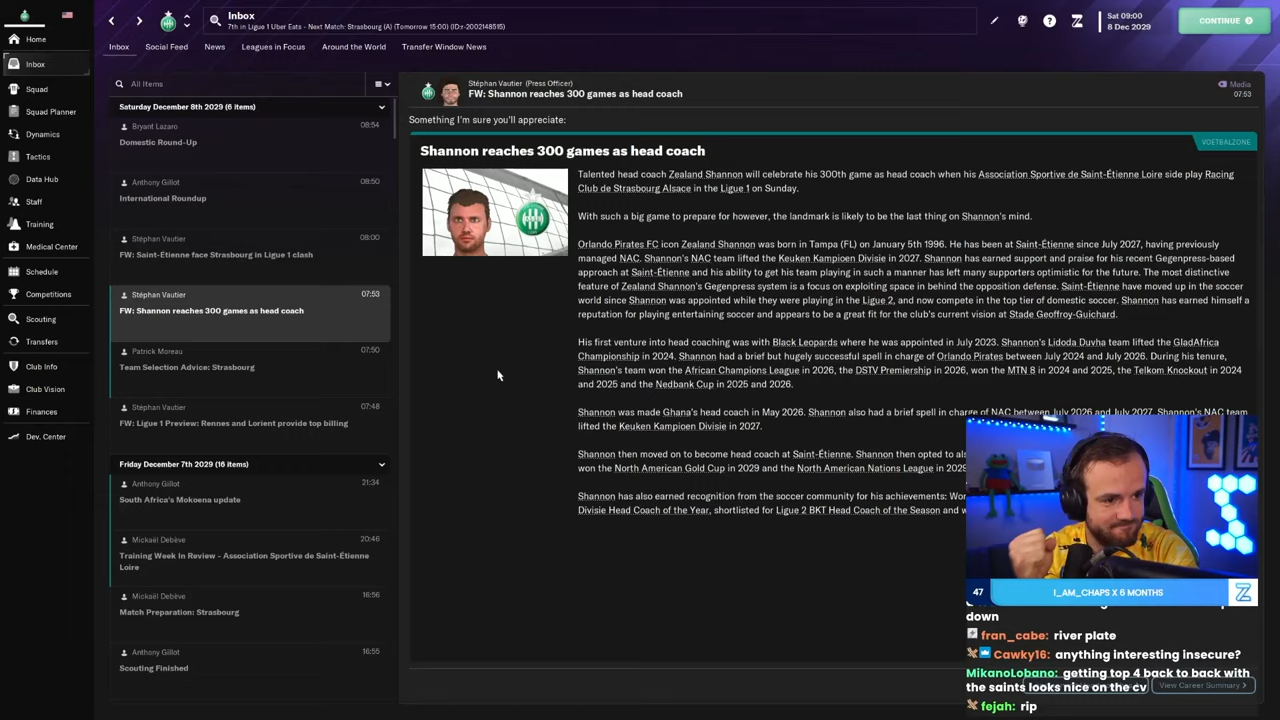 Inbox
7th in Ligue 1 Uber Eats - Next Match: Strasbourg (A) (Tomorrow 15:00) (ID:r-2002148515)
Sat 09:00
8 Dec 2029
CONTINUE
Home
Inbox
Squad
Squad Planner
Dynamics
Tactics
Data Hub
Staff
Training
Medical Center
Schedule
Competitions
Scouting
Transfers
Club Info
Club Vision
Finances
Dev. Center
Inbox
Social Feed
News
Leagues in Focus
Around the World
Transfer Window News
All Items
Saturday December 8th 2029 (6 items)
Bryant Lazaro 08:54
Domestic Round-Up
Anthony Gillot 08:50
International Roundup
Stéphan Vautier 08:00
FW: Saint-Étienne face Strasbourg in Ligue 1 clash
Stéphan Vautier 07:53
FW: Shannon reaches 300 games as head coach
Patrick Moreau 07:50
Team Selection Advice: Strasbourg
Stéphan Vautier 07:48
FW: Ligue 1 Preview: Rennes and Lorient provide top billing
Friday December 7th 2029 (16 items)
Anthony Gillot 21:34
South Africa's Mokoena update
Mickaël Debève 20:46
Training Week In Review - Association Sportive de Saint-Étienne
Loire
Mickaël Debève 16:56
Match Preparation: Strasbourg
Anthony Gillot 16:55
Scouting Finished
Stéphan Vautier (Press Officer)
FW: Shannon reaches 300 games as head coach
Media
07:53
Something I'm sure you'll appreciate:
VOETBALZONE
Shannon reaches 300 games as head coach
Talented head coach Zealand Shannon will celebrate his 300th game as head coach when his Association Sportive de Saint-Étienne Loire side play Racing
Club de Strasbourg Alsace in the Ligue 1 on Sunday.
With such a big game to prepare for however, the landmark is likely to be the last thing on Shannon's mind.
Orlando Pirates FC icon Zealand Shannon was born in Tampa (FL) on January 5th 1996. He has been at Saint-Étienne since July 2027, having previously
managed NAC. Shannon's NAC team lifted the Keuken Kampioen Divisie in 2027. Shannon has earned support and praise for his recent Gegenpress-based
approach at Saint-Étienne and his ability to get his team playing in such a manner has left many supporters optimistic for the future. The most distinctive
feature of Zealand Shannon's Gegenpress system is a focus on exploiting space in behind the opposition defense. Saint-Étienne have moved up in the soccer
world since Shannon was appointed while they were playing in the Ligue 2, and now compete in the top tier of domestic soccer. Shannon has earned himself a
reputation for playing entertaining soccer and appears to be a great fit for the club's current vision at Stade Geoffroy-Guichard.
His first venture into head coaching was with Black Leopards where he was appointed in July 2023. Shannon's Lidoda Duvha team lifted the GladAfrica
Championship in 2024. Shannon had a brief but hugely successful spell in charge of Orlando Pirates between July 2024 and July 2026. During his tenure,
Shannon's team won the African Champions League in 2026, the DSTV Premiership in 2026, won the MTN 8 in 2024 and 2025, the Telkom Knockout in 2024
and 2025 and the Nedbank Cup in 2025 and 2026.
Shannon was made Ghana's head coach in May 2026. Shannon also had a brief spell in charge of NAC between July 2026 and July 2027. Shannon's NAC team
lifted the Keuken Kampioen Divisie in 2027.
Shannon then moved on to become head coach at Saint-Étienne. Shannon then opted to als
won the North American Gold Cup in 2029 and the North American Nations League in 2029
Shannon has also earned recognition from the soccer community for his achievements: Wor
Divisie Head Coach of the Year, shortlisted for Ligue 2 BKT Head Coach of the Season and w
47 I_AM_CHAPS X 6 MONTHS
down
fran_cabe: river plate
Cawky16: anything interesting insecure?
MikanoLobano: getting top 4 back to back with
the saints looks nice on the cv
fejah: rip
View Career Summary